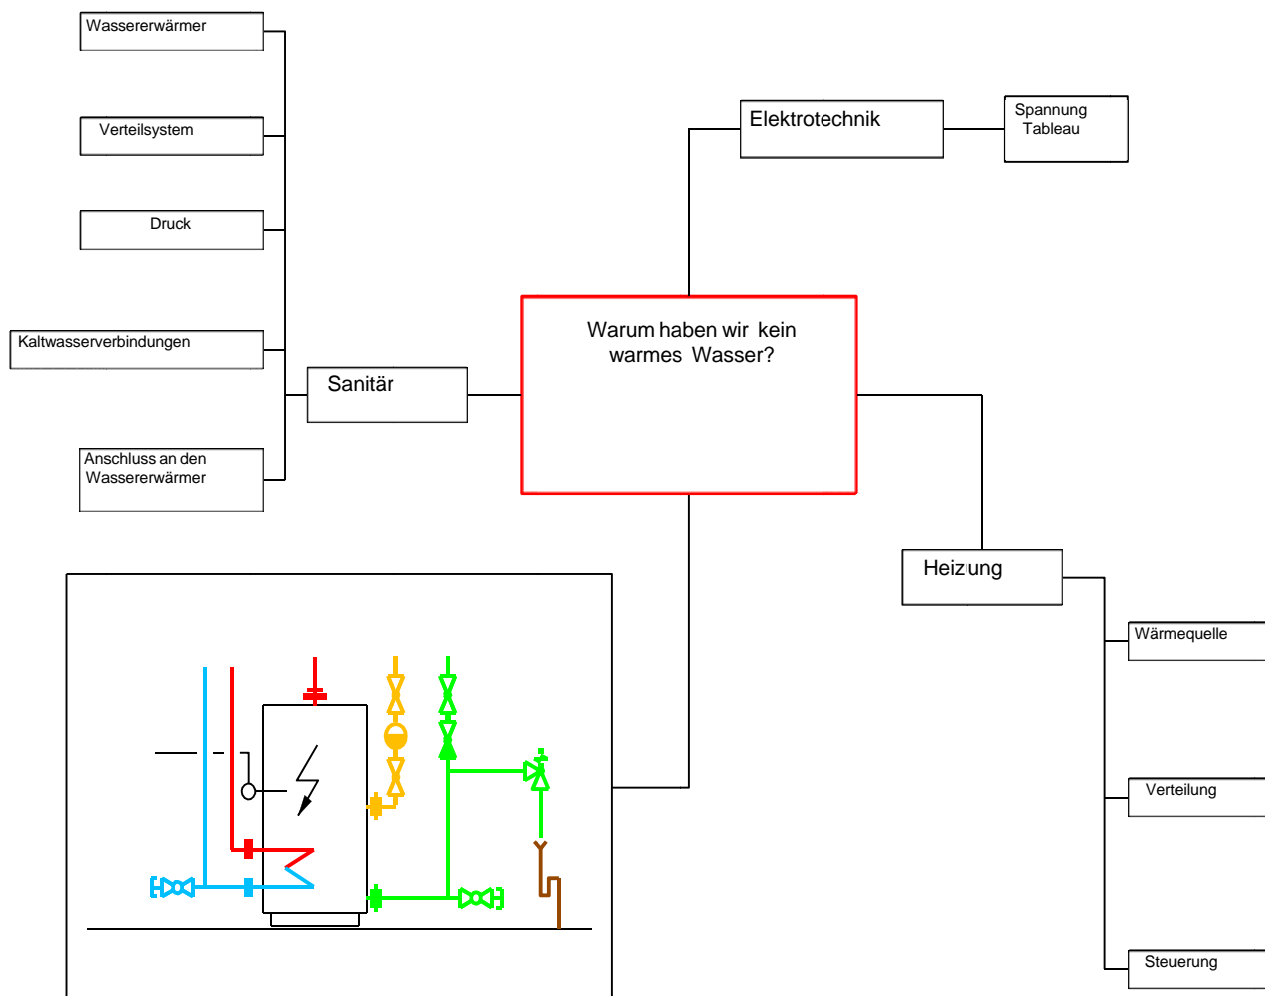 Wassererwärmer
Verteilsystem
Druck
Kaltwasserverbindungen
Anschluss an den
Wassererwärmer
Sanitär
Warum haben wir kein
warmes Wasser?
Elektrotechnik
Spannung
Tableau
Heizung
Wärmequelle
Verteilung
Steuerung